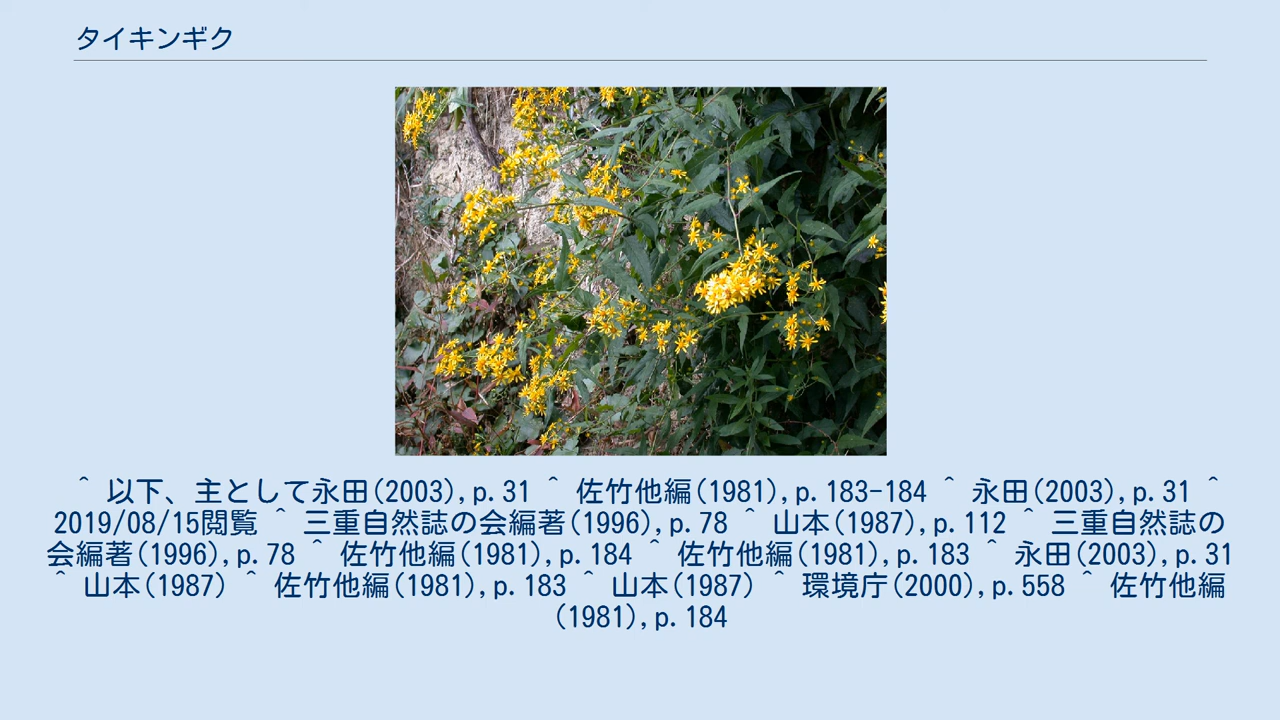 タイキンギク
^ 以下、主として永田(2003),p.31 ^ 佐竹他編(1981),p.183-184 ^ 永田(2003),p.31 ^
2019/08/15閲覧 ^ 三重自然誌の会編著(1996),p.78 ^ 山本(1987),p.112 ^ 三重自然誌の
会編著(1996),p.78 ^ 佐竹他編(1981),p.184 ^ 佐竹他編(1981),p.183 ^ 永田(2003),p.31
^ 山本(1987) ^ 佐竹他編(1981),p.183 ^ 山本(1987) ^ 環境庁(2000),p.558 ^ 佐竹他編
(1981),p.184